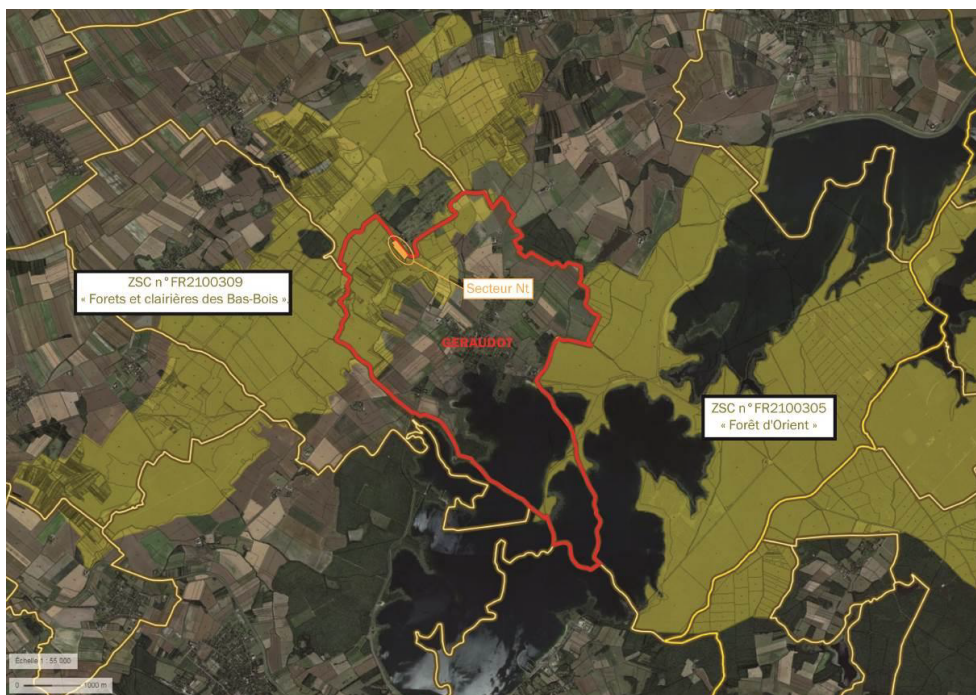 ZSC n°FR2100309
« Forets et clairières des Bas-Bois »
Secteur Nt
GERAUDOT
ZSC n°FR2100305
« Forêt d'Orient »
Échelle 1 : 55 000
0 1000 m